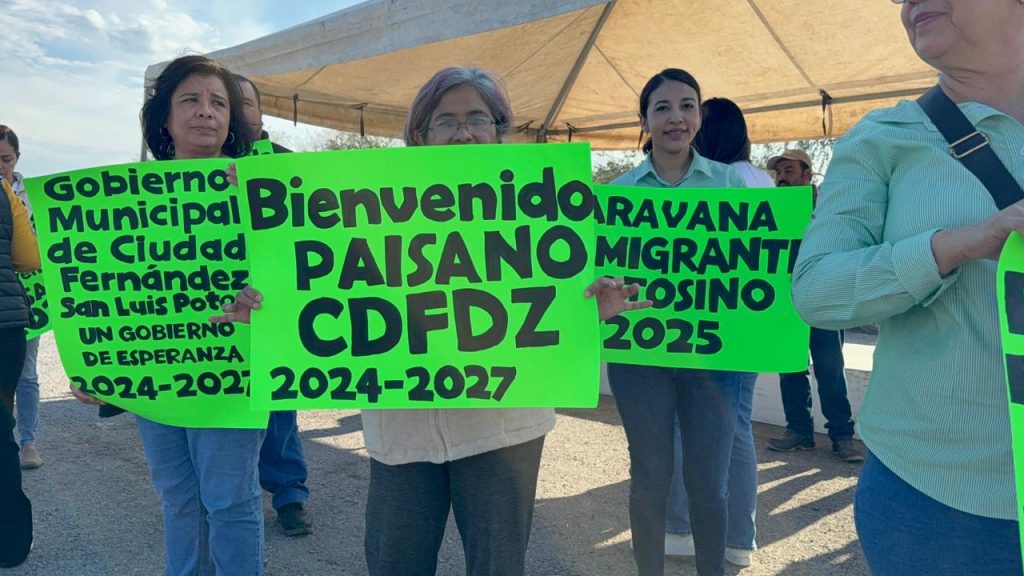 Gobierno
Municipal
de Ciudad
Fernández
San Luis Poto
UN GOBIERNO
DE ESPERANZA
2024-2027
Bienvenido
PAISANO
CDFDZ
2024-2027
ARAVANA
MIGRANTE
TOSINO
2025